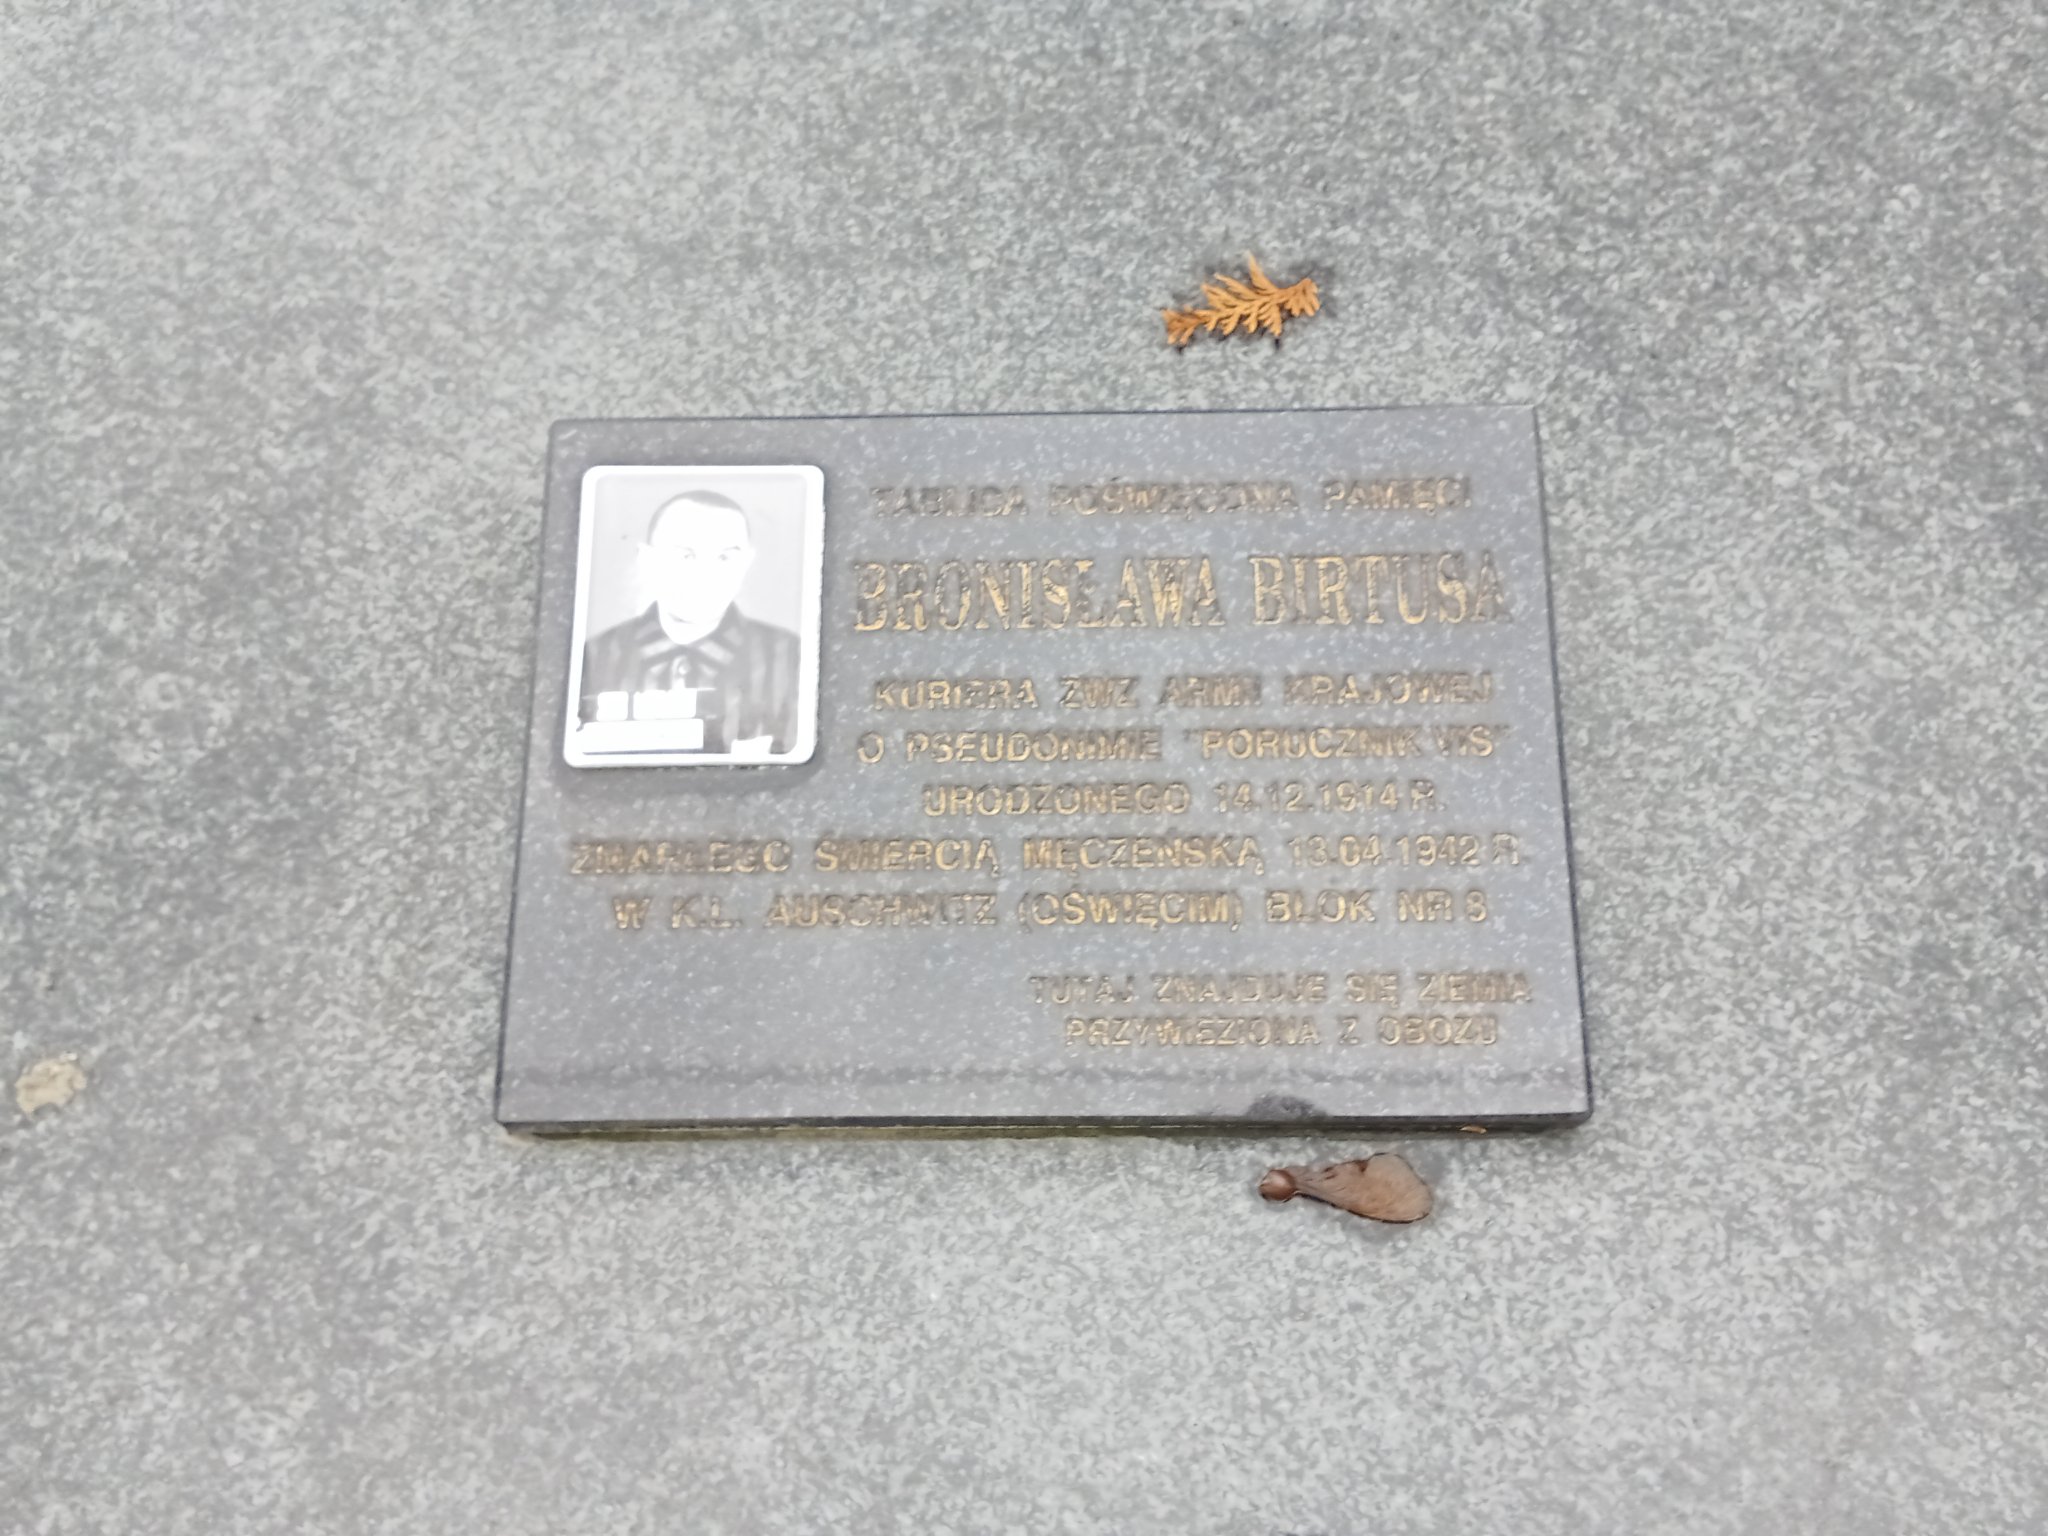 TABLICA POŚWIĘCONA PAMIĘCI
BRONISŁAWA BIRTUSA
KURIERA ZWZ ARMII KRAJOWEJ
O PSEUDONIMIE "PORUCZNIK VIS"
URODZONEGO 14.12.1914 R.
ZMARŁEGO ŚMIERCIĄ MĘCZEŃSKĄ 13.04.1942 R.
W K.L. AUSCHWITZ (OŚWIĘCIM) BLOK NR 8
TUTAJ ZNAJDUJE SIĘ ZIEMIA
PRZYWIEZIONA Z OBOZU